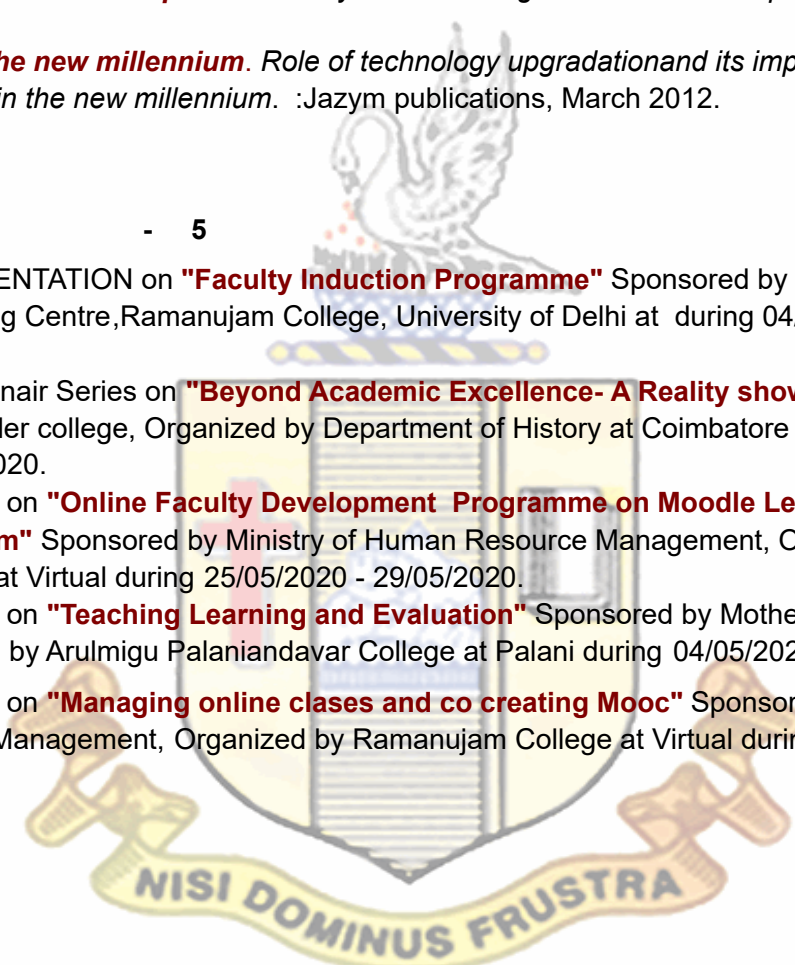 he new millennium. Role of technology upgradationand its imp
in the new millennium.  :Jazym publications, March 2012.
- 5
ENTATION on "Faculty Induction Programme" Sponsored by
g Centre,Ramanujam College, University of Delhi at  during 04/
nair Series on "Beyond Academic Excellence- A Reality show
ler college, Organized by Department of History at Coimbatore
020.
on "Online Faculty Development  Programme on Moodle Le
m" Sponsored by Ministry of Human Resource Management, O
at Virtual during 25/05/2020 - 29/05/2020.
on "Teaching Learning and Evaluation" Sponsored by Mothe
by Arulmigu Palaniandavar College at Palani during 04/05/202
on "Managing online clases and co creating Mooc" Sponsor
Management, Organized by Ramanujam College at Virtual durin
NISI DOMINUS FRUSTRA